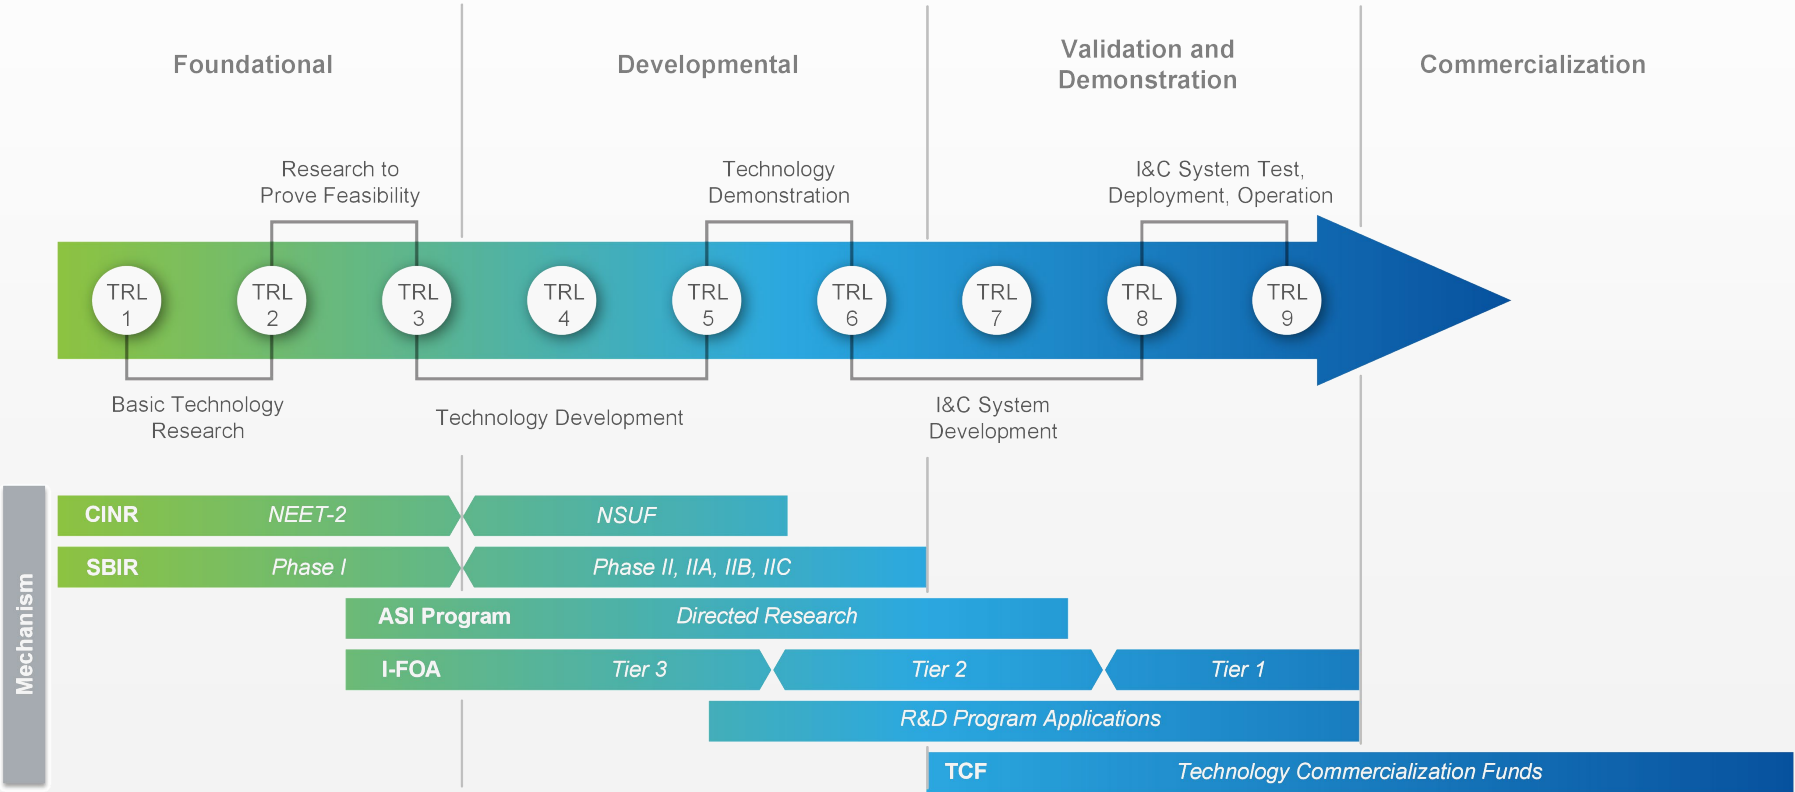 Foundational
Developmental
Validation and
Demonstration
Commercialization
Research to
Prove Feasibility
Technology
Demonstration
I&C System Test,
Deployment, Operation
TRL
1
TRL
2
TRL
3
TRL
4
TRL
5
TRL
6
TRL
7
TRL
8
TRL
9
Basic Technology
Research
Technology Development
I&C System
Development
Mechanism
CINR NEET-2 NSUF
SBIR Phase I Phase II, IIA, IIB, IIC
ASI Program Directed Research
I-FOA Tier 3 Tier 2 Tier 1
R&D Program Applications
TCF Technology Commercialization Funds